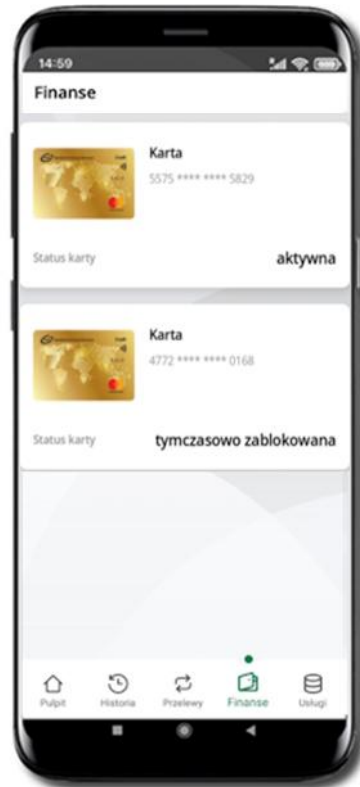 14:59
Finanse
Karta
5575 **** **** 5829
Status karty
aktywna
Karta
4772 **** **** 0168
Status karty
tymczasowo zablokowana
Pulpit
Historia
Przelewy
Finanse
Usługi